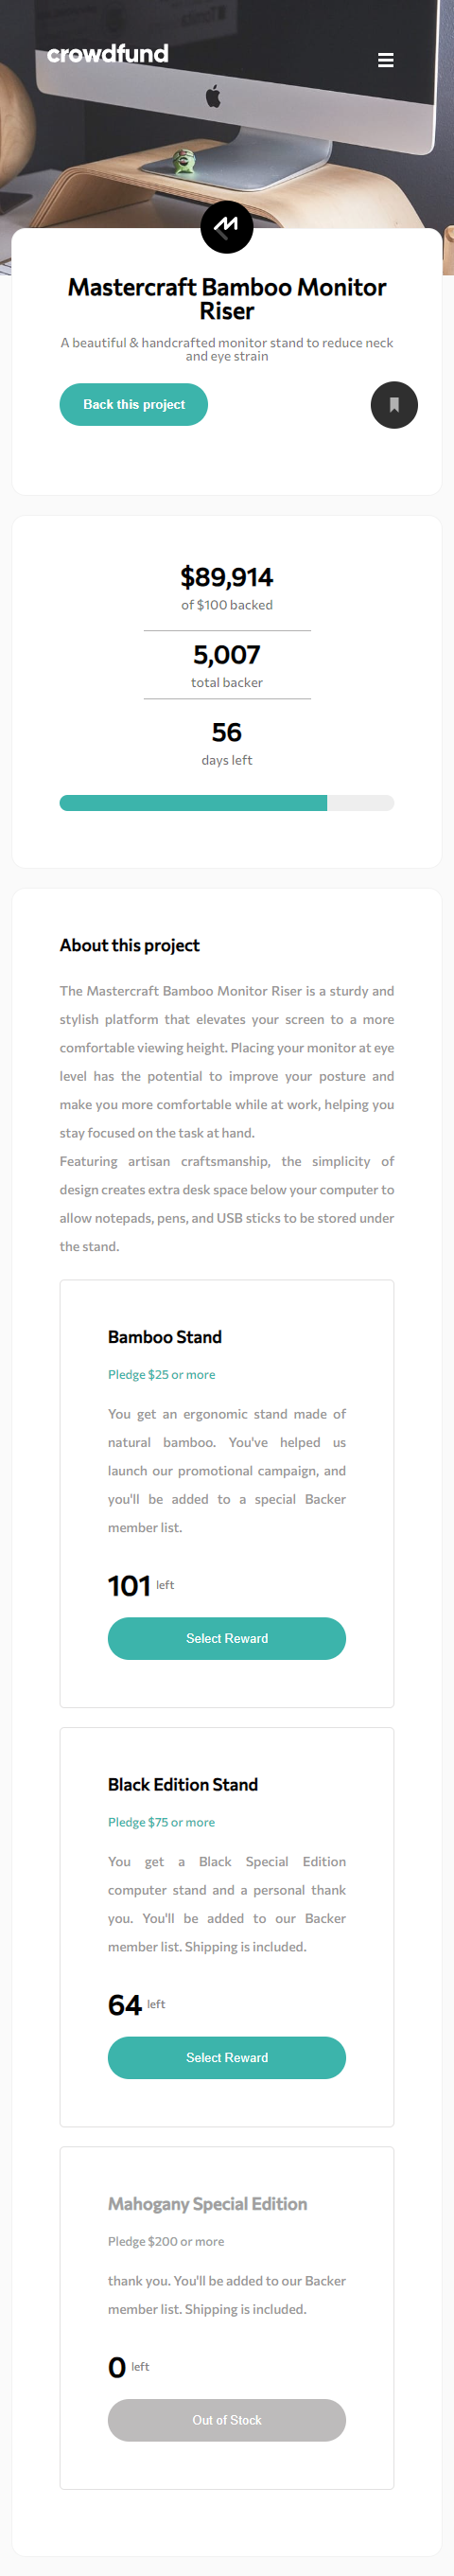 crowdfund
Mastercraft Bamboo Monitor
Riser
A beautiful & handcrafted monitor stand to reduce neck
and eye strain
Back this project
$89,914
of $100 backed
5,007
total backer
56
days left
About this project
The Mastercraft Bamboo Monitor Riser is a sturdy and
stylish platform that elevates your screen to a more
comfortable viewing height. Placing your monitor at eye
level has the potential to improve your posture and
make you more comfortable while at work, helping you
stay focused on the task at hand.
Featuring artisan craftsmanship, the simplicity of
design creates extra desk space below your computer to
allow notepads, pens, and USB sticks to be stored under
the stand.
Bamboo Stand
Pledge $25 or more
You get an ergonomic stand made of
natural bamboo. You've helped us
launch our promotional campaign, and
you'll be added to a special Backer
member list.
101 left
Select Reward
Black Edition Stand
Pledge $75 or more
You get a Black Special Edition
computer stand and a personal thank
you. You'll be added to our Backer
member list. Shipping is included.
64 left
Select Reward
Mahogany Special Edition
Pledge $200 or more
thank you. You'll be added to our Backer
member list. Shipping is included.
0 left
Out of Stock